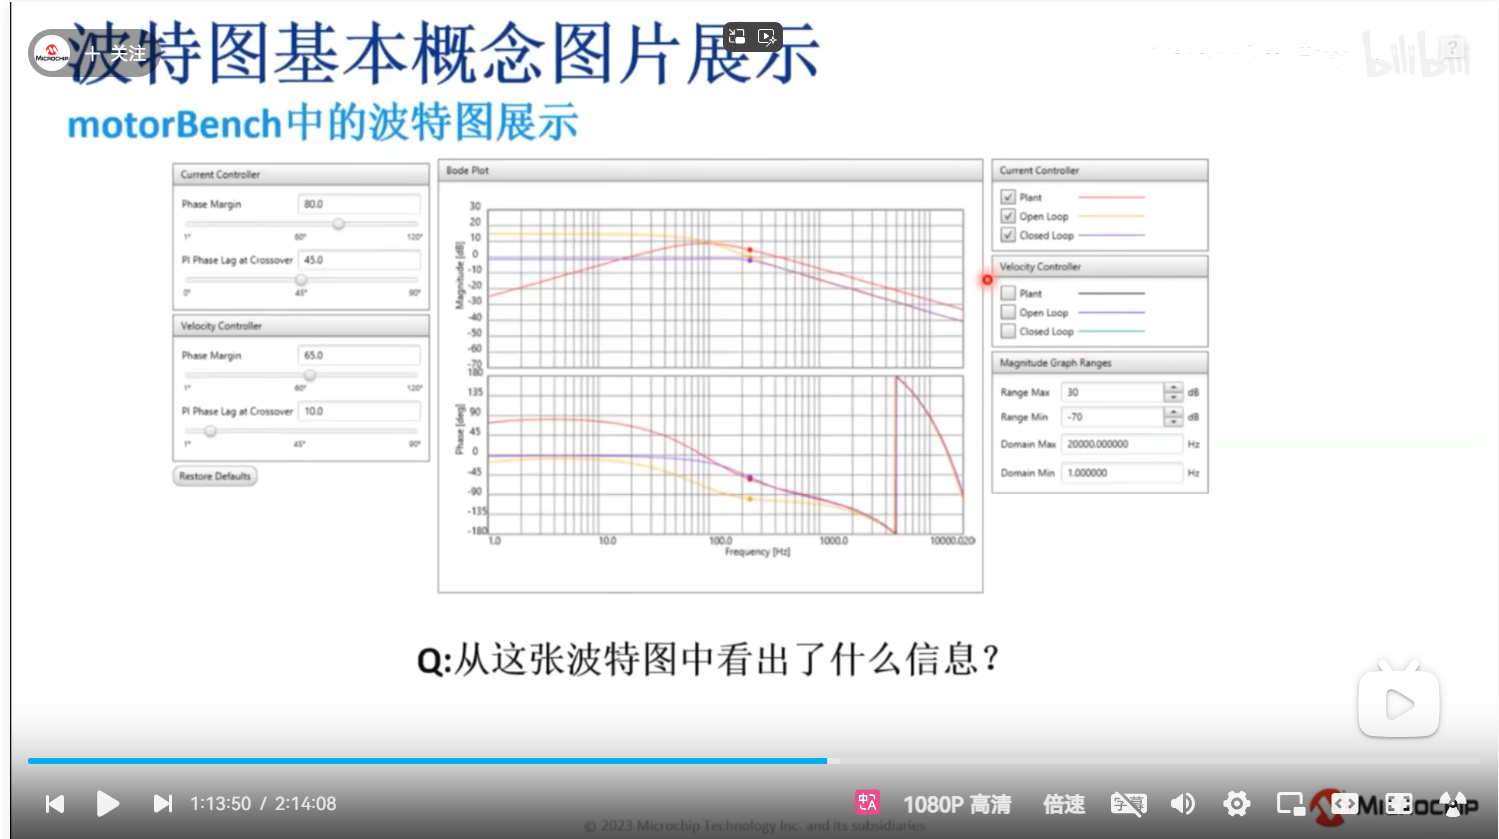 波特图基本概念图片展示
MICROCHIP
+ 关注
bilibili
?
motorBench中的波特图展示
Current Controller
Phase Margin 80.0
1° 60° 120°
PI Phase Lag at Crossover 45.0
0° 45° 90°
Velocity Controller
Phase Margin 65.0
1° 60° 120°
PI Phase Lag at Crossover 10.0
1° 45° 90°
Restore Defaults
Bode Plot
Magnitude [dB]
30
20
10
0
-10
-20
-30
-40
-50
-60
-70
Phase [deg]
180
135
90
45
0
-45
-90
-135
-180
1.0 10.0 100.0 1000.0 10000.020
Frequency [Hz]
Current Controller
Plant
Open Loop
Closed Loop
Velocity Controller
Plant
Open Loop
Closed Loop
Magnitude Graph Ranges
Range Max 30 dB
Range Min -70 dB
Domain Max 20000.000000 Hz
Domain Min 1.000000 Hz
Q:从这张波特图中看出了什么信息?
1:13:50 / 2:14:08
中A
1080P 高清
倍速
字幕
MICROCHIP
© 2023 Microchip Technology Inc. and its subsidiaries